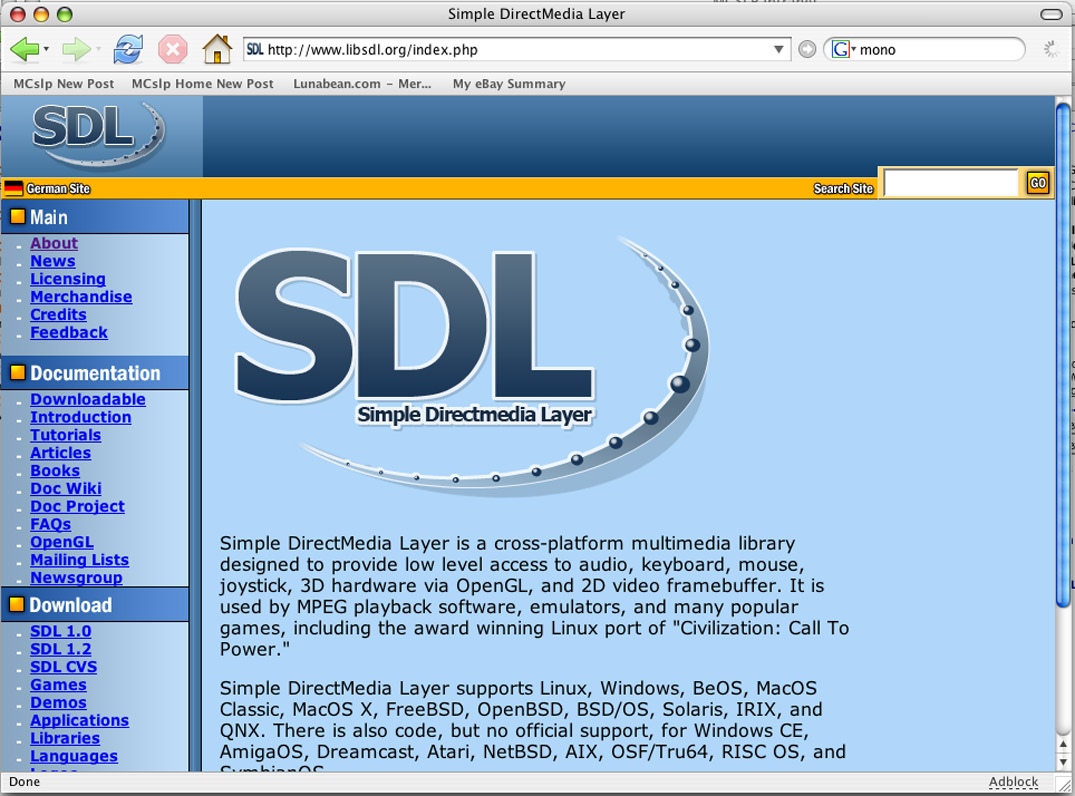 Simple DirectMedia Layer
SDL http://www.libsdl.org/index.php
G mono
MCslp New Post MCslp Home New Post Lunabean.com – Mer... My eBay Summary
SDL
German Site
Search Site
GO
Main
About
News
Licensing
Merchandise
Credits
Feedback
Documentation
Downloadable
Introduction
Tutorials
Articles
Books
Doc Wiki
Doc Project
FAQs
OpenGL
Mailing Lists
Newsgroup
Download
SDL 1.0
SDL 1.2
SDL CVS
Games
Demos
Applications
Libraries
Languages
SDL
Simple Directmedia Layer
Simple DirectMedia Layer is a cross-platform multimedia library
designed to provide low level access to audio, keyboard, mouse,
joystick, 3D hardware via OpenGL, and 2D video framebuffer. It is
used by MPEG playback software, emulators, and many popular
games, including the award winning Linux port of "Civilization: Call To
Power."
Simple DirectMedia Layer supports Linux, Windows, BeOS, MacOS
Classic, MacOS X, FreeBSD, OpenBSD, BSD/OS, Solaris, IRIX, and
QNX. There is also code, but no official support, for Windows CE,
AmigaOS, Dreamcast, Atari, NetBSD, AIX, OSF/Tru64, RISC OS, and
SymbianOS
Done
Adblock